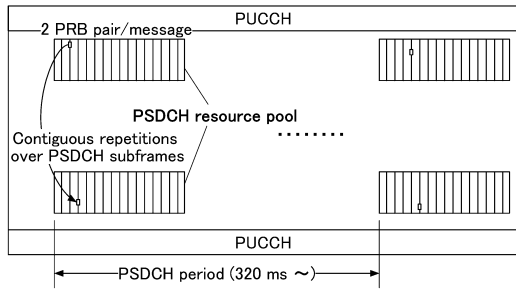 PUCCH
2 PRB pair/message
PSDCH resource pool
Contiguous repetitions
over PSDCH subframes
PUCCH
PSDCH period (320 ms ～)